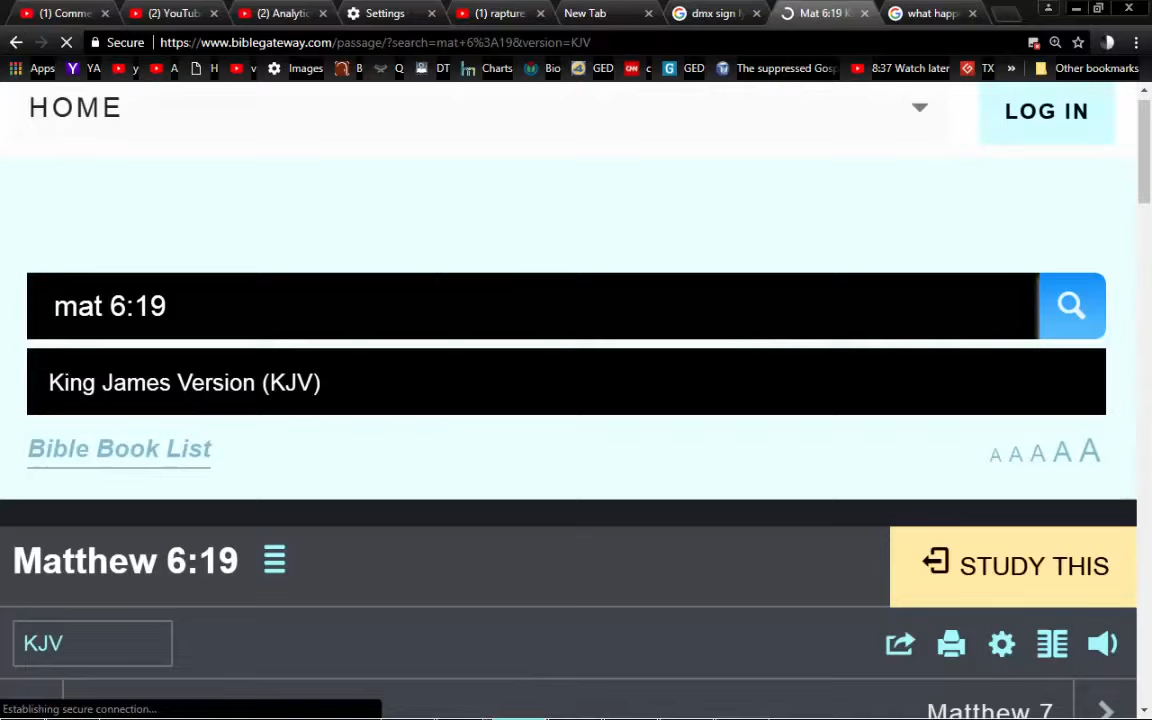 (1) Comme
(2) YouTub
(2) Analytic
Settings
(1) rapture
New Tab
dmx sign l
Mat 6:19 K
what happ
Secure
https://www.biblegateway.com/passage/?search=mat+6%3A19&version=KJV
Apps
YA
y
A
H
v
Images
B
Q
DT
Charts
Bio
GED
c
GED
The suppressed Gosp
8:37 Watch later
TX
»
Other bookmarks
HOME
LOG IN
mat 6:19
King James Version (KJV)
Bible Book List
A A A A A
Matthew 6:19
STUDY THIS
KJV
Establishing secure connection...
Matthew 7